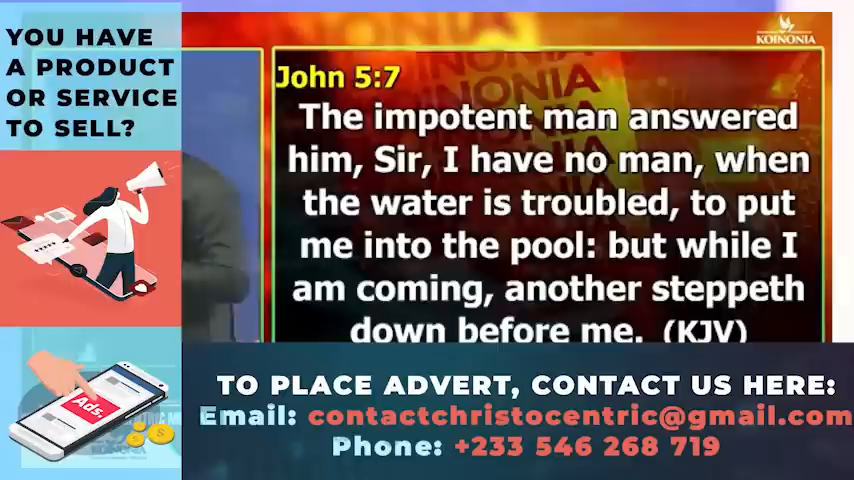 YOU HAVE
A PRODUCT
OR SERVICE
TO SELL?
KOINONIA
John 5:7
The impotent man answered
him, Sir, I have no man, when
the water is troubled, to put
me into the pool: but while I
am coming, another steppeth
down before me. (KJV)
Ads.
TO PLACE ADVERT, CONTACT US HERE:
Email: contactchristocentric@gmail.com
Phone: +233 546 268 719
KOINONIA